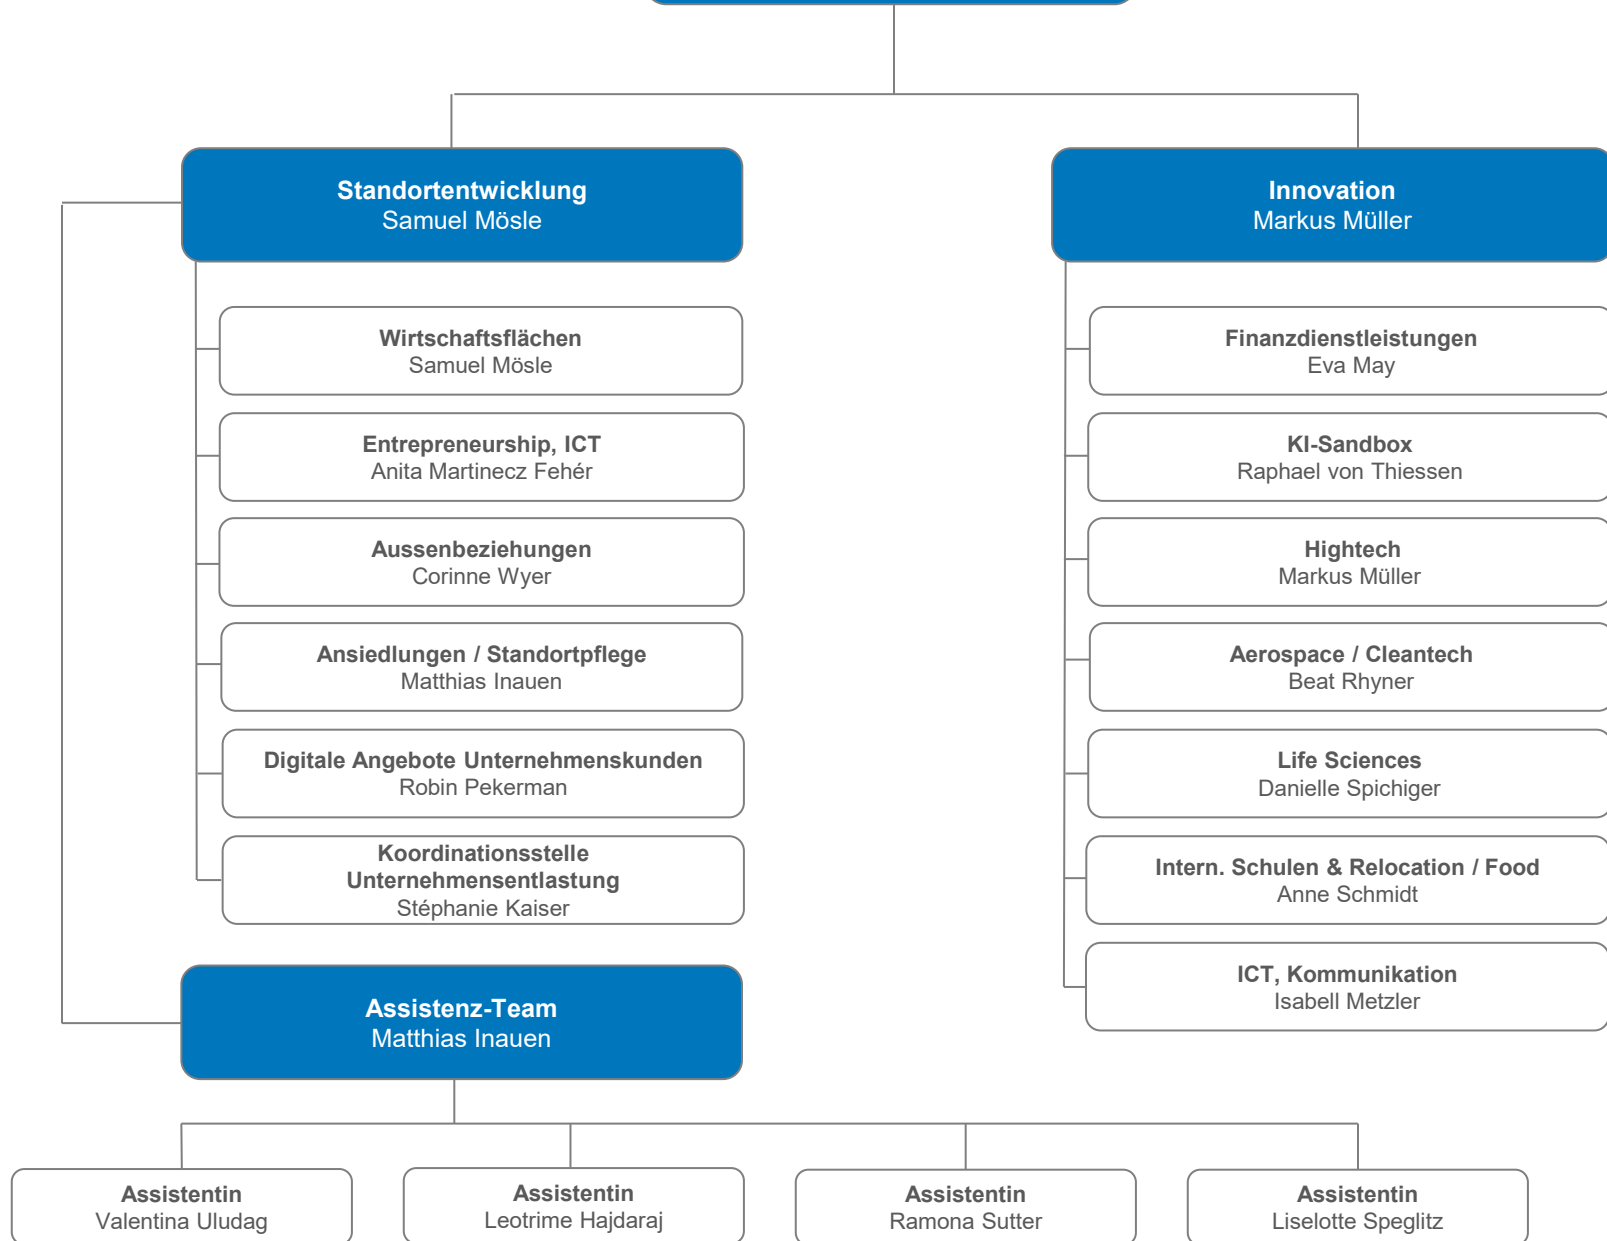 Standortentwicklung
Samuel Mösle
Wirtschaftsflächen
Samuel Mösle
Entrepreneurship, ICT
Anita Martinecz Fehér
Aussenbeziehungen
Corinne Wyer
Ansiedlungen / Standortpflege
Matthias Inauen
Digitale Angebote Unternehmenskunden
Robin Pekerman
Koordinationsstelle
Unternehmensentlastung
Stéphanie Kaiser
Innovation
Markus Müller
Finanzdienstleistungen
Eva May
KI-Sandbox
Raphael von Thiessen
Hightech
Markus Müller
Aerospace / Cleantech
Beat Rhyner
Life Sciences
Danielle Spichiger
Intern. Schulen & Relocation / Food
Anne Schmidt
ICT, Kommunikation
Isabell Metzler
Assistenz-Team
Matthias Inauen
Assistentin
Valentina Uludag
Assistentin
Leotrime Hajdaraj
Assistentin
Ramona Sutter
Assistentin
Liselotte Speglitz